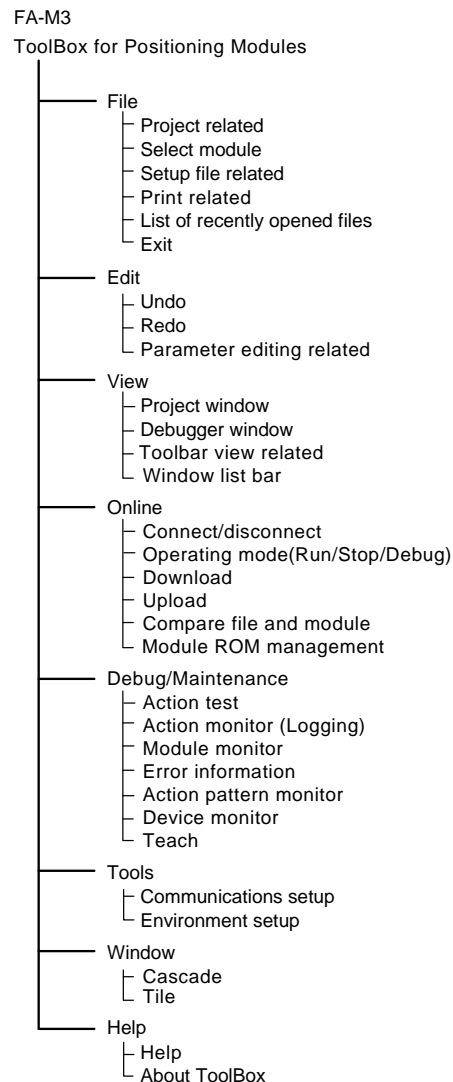 FA-M3
ToolBox for Positioning Modules
File
Project related
Select module
Setup file related
Print related
List of recently opened files
Exit
Edit
Undo
Redo
Parameter editing related
View
Project window
Debugger window
Toolbar view related
Window list bar
Online
Connect/disconnect
Operating mode(Run/Stop/Debug)
Download
Upload
Compare file and module
Module ROM management
Debug/Maintenance
Action test
Action monitor (Logging)
Module monitor
Error information
Action pattern monitor
Device monitor
Teach
Tools
Communications setup
Environment setup
Window
Cascade
Tile
Help
Help
About ToolBox